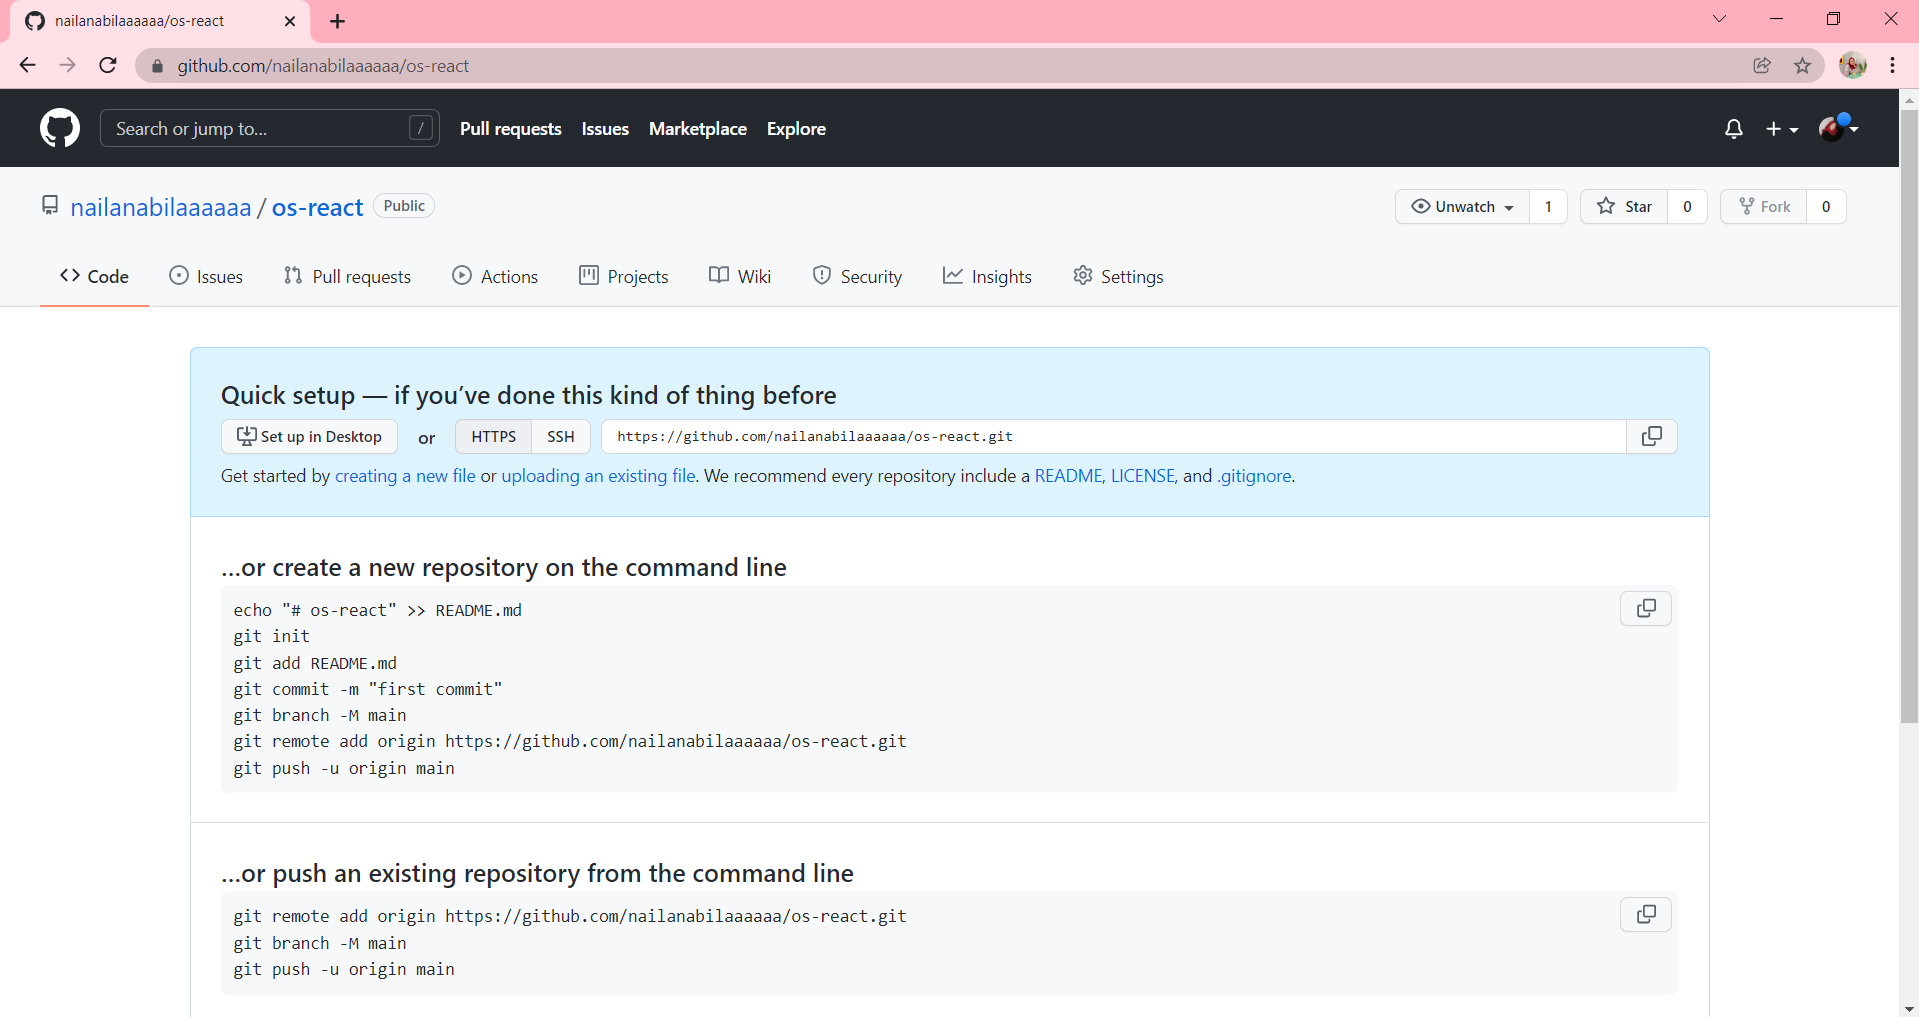 nailanabilaaaaaa/os-react
github.com/nailanabilaaaaaa/os-react
Search or jump to... /
Pull requests Issues Marketplace Explore
nailanabilaaaaaa / os-react Public
Unwatch 1 Star 0 Fork 0
Code Issues Pull requests Actions Projects Wiki Security Insights Settings
Quick setup — if you’ve done this kind of thing before
Set up in Desktop or HTTPS SSH https://github.com/nailanabilaaaaaa/os-react.git
Get started by creating a new file or uploading an existing file. We recommend every repository include a README, LICENSE, and .gitignore.
…or create a new repository on the command line
echo "# os-react" >> README.md
git init
git add README.md
git commit -m "first commit"
git branch -M main
git remote add origin https://github.com/nailanabilaaaaaa/os-react.git
git push -u origin main
…or push an existing repository from the command line
git remote add origin https://github.com/nailanabilaaaaaa/os-react.git
git branch -M main
git push -u origin main